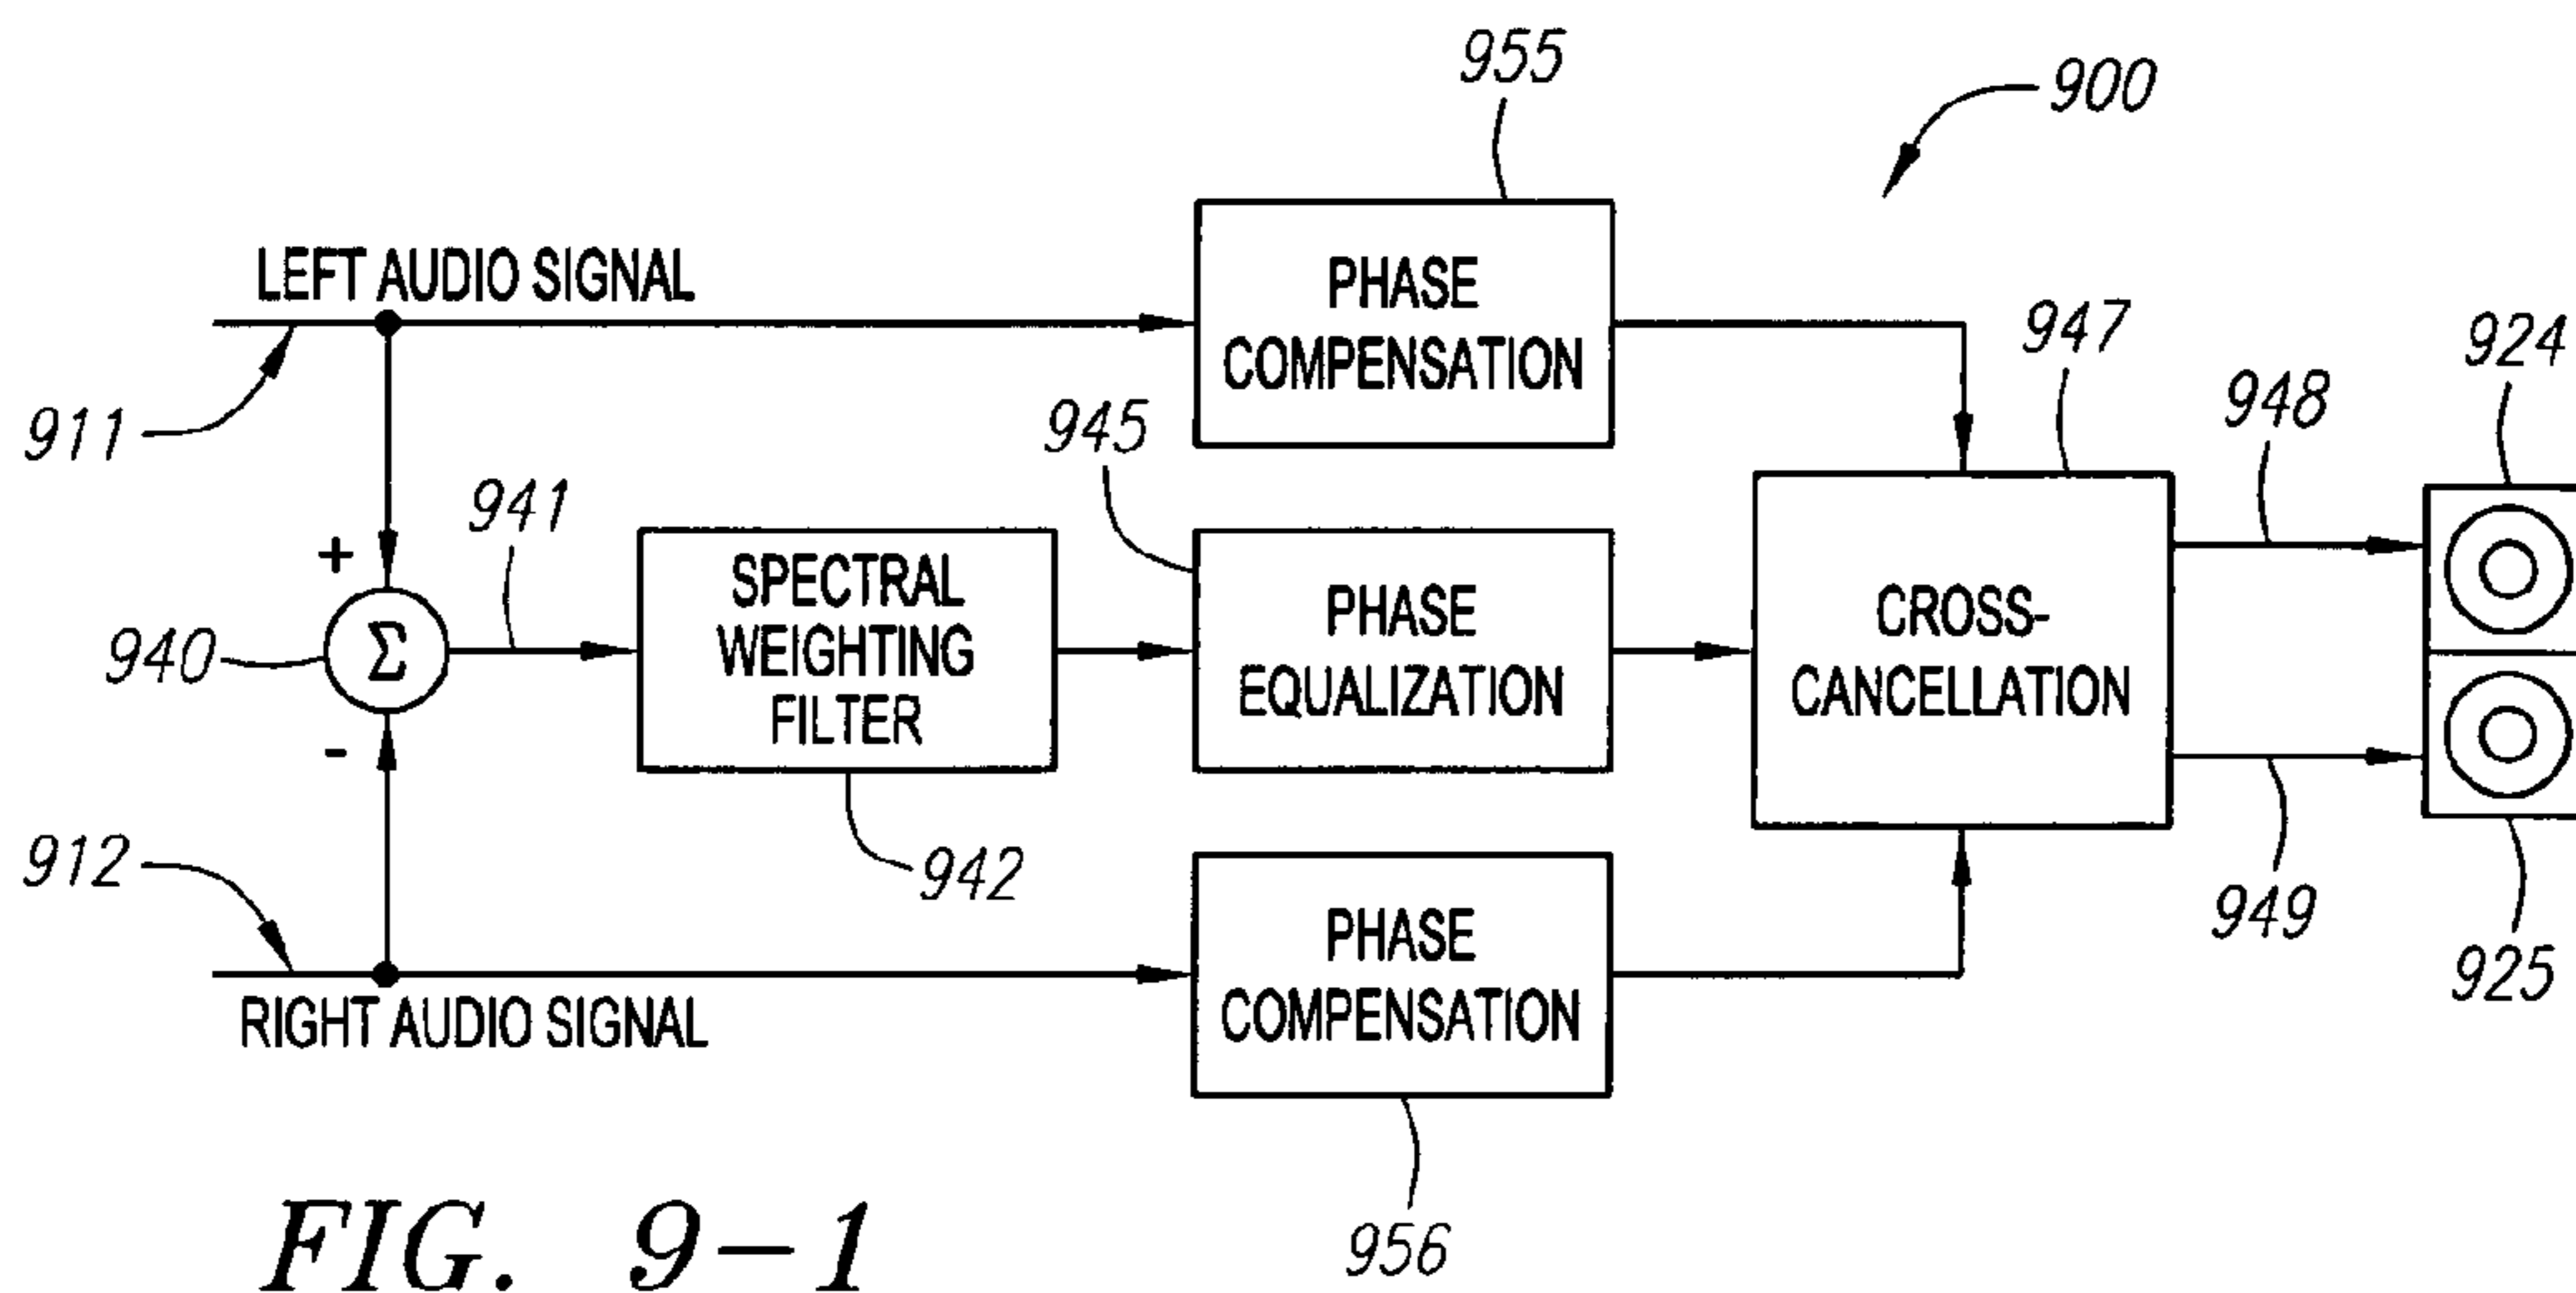 955
900
LEFT AUDIO SIGNAL
PHASE
COMPENSATION
947
924
911
945
948
941
+
SPECTRAL
WEIGHTING
FILTER
PHASE
EQUALIZATION
CROSS-
CANCELLATION
940
Σ
-
912
942
949
925
PHASE
COMPENSATION
RIGHT AUDIO SIGNAL
956
FIG. 9-1